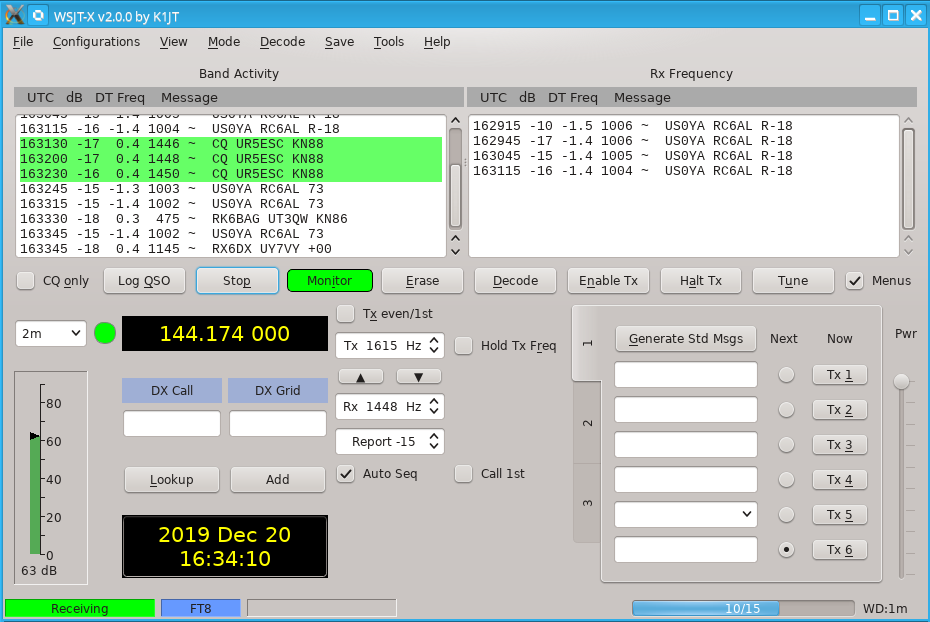 WSJT-X v2.0.0 by K1JT
File Configurations View Mode Decode Save Tools Help
Band Activity
UTC dB DT Freq Message
163115 -16 -1.4 1004 ~ US0YA RC6AL R-18
163130 -17 0.4 1446 ~ CQ UR5ESC KN88
163200 -17 0.4 1448 ~ CQ UR5ESC KN88
163230 -16 0.4 1450 ~ CQ UR5ESC KN88
163245 -15 -1.3 1003 ~ US0YA RC6AL 73
163315 -15 -1.4 1002 ~ US0YA RC6AL 73
163330 -18 0.3 475 ~ RK6BAG UT3QW KN86
163345 -15 -1.4 1002 ~ US0YA RC6AL 73
163345 -18 0.4 1145 ~ RX6DX UY7VY +00
Rx Frequency
UTC dB DT Freq Message
162915 -10 -1.5 1006 ~ US0YA RC6AL R-18
162945 -17 -1.4 1006 ~ US0YA RC6AL R-18
163045 -15 -1.4 1005 ~ US0YA RC6AL R-18
163115 -16 -1.4 1004 ~ US0YA RC6AL R-18
CQ only Log QSO Stop Monitor Erase Decode Enable Tx Halt Tx Tune Menus
2m
144.174 000
Tx even/1st
Tx 1615 Hz
Hold Tx Freq
DX Call DX Grid
Rx 1448 Hz
Report -15
Lookup Add
Auto Seq
Call 1st
2019 Dec 20
16:34:10
80
60
40
20
0
63 dB
1
2
3
Generate Std Msgs Next Now
Tx 1
Tx 2
Tx 3
Tx 4
Tx 5
Tx 6
Pwr
Receiving FT8 10/15 WD:1m